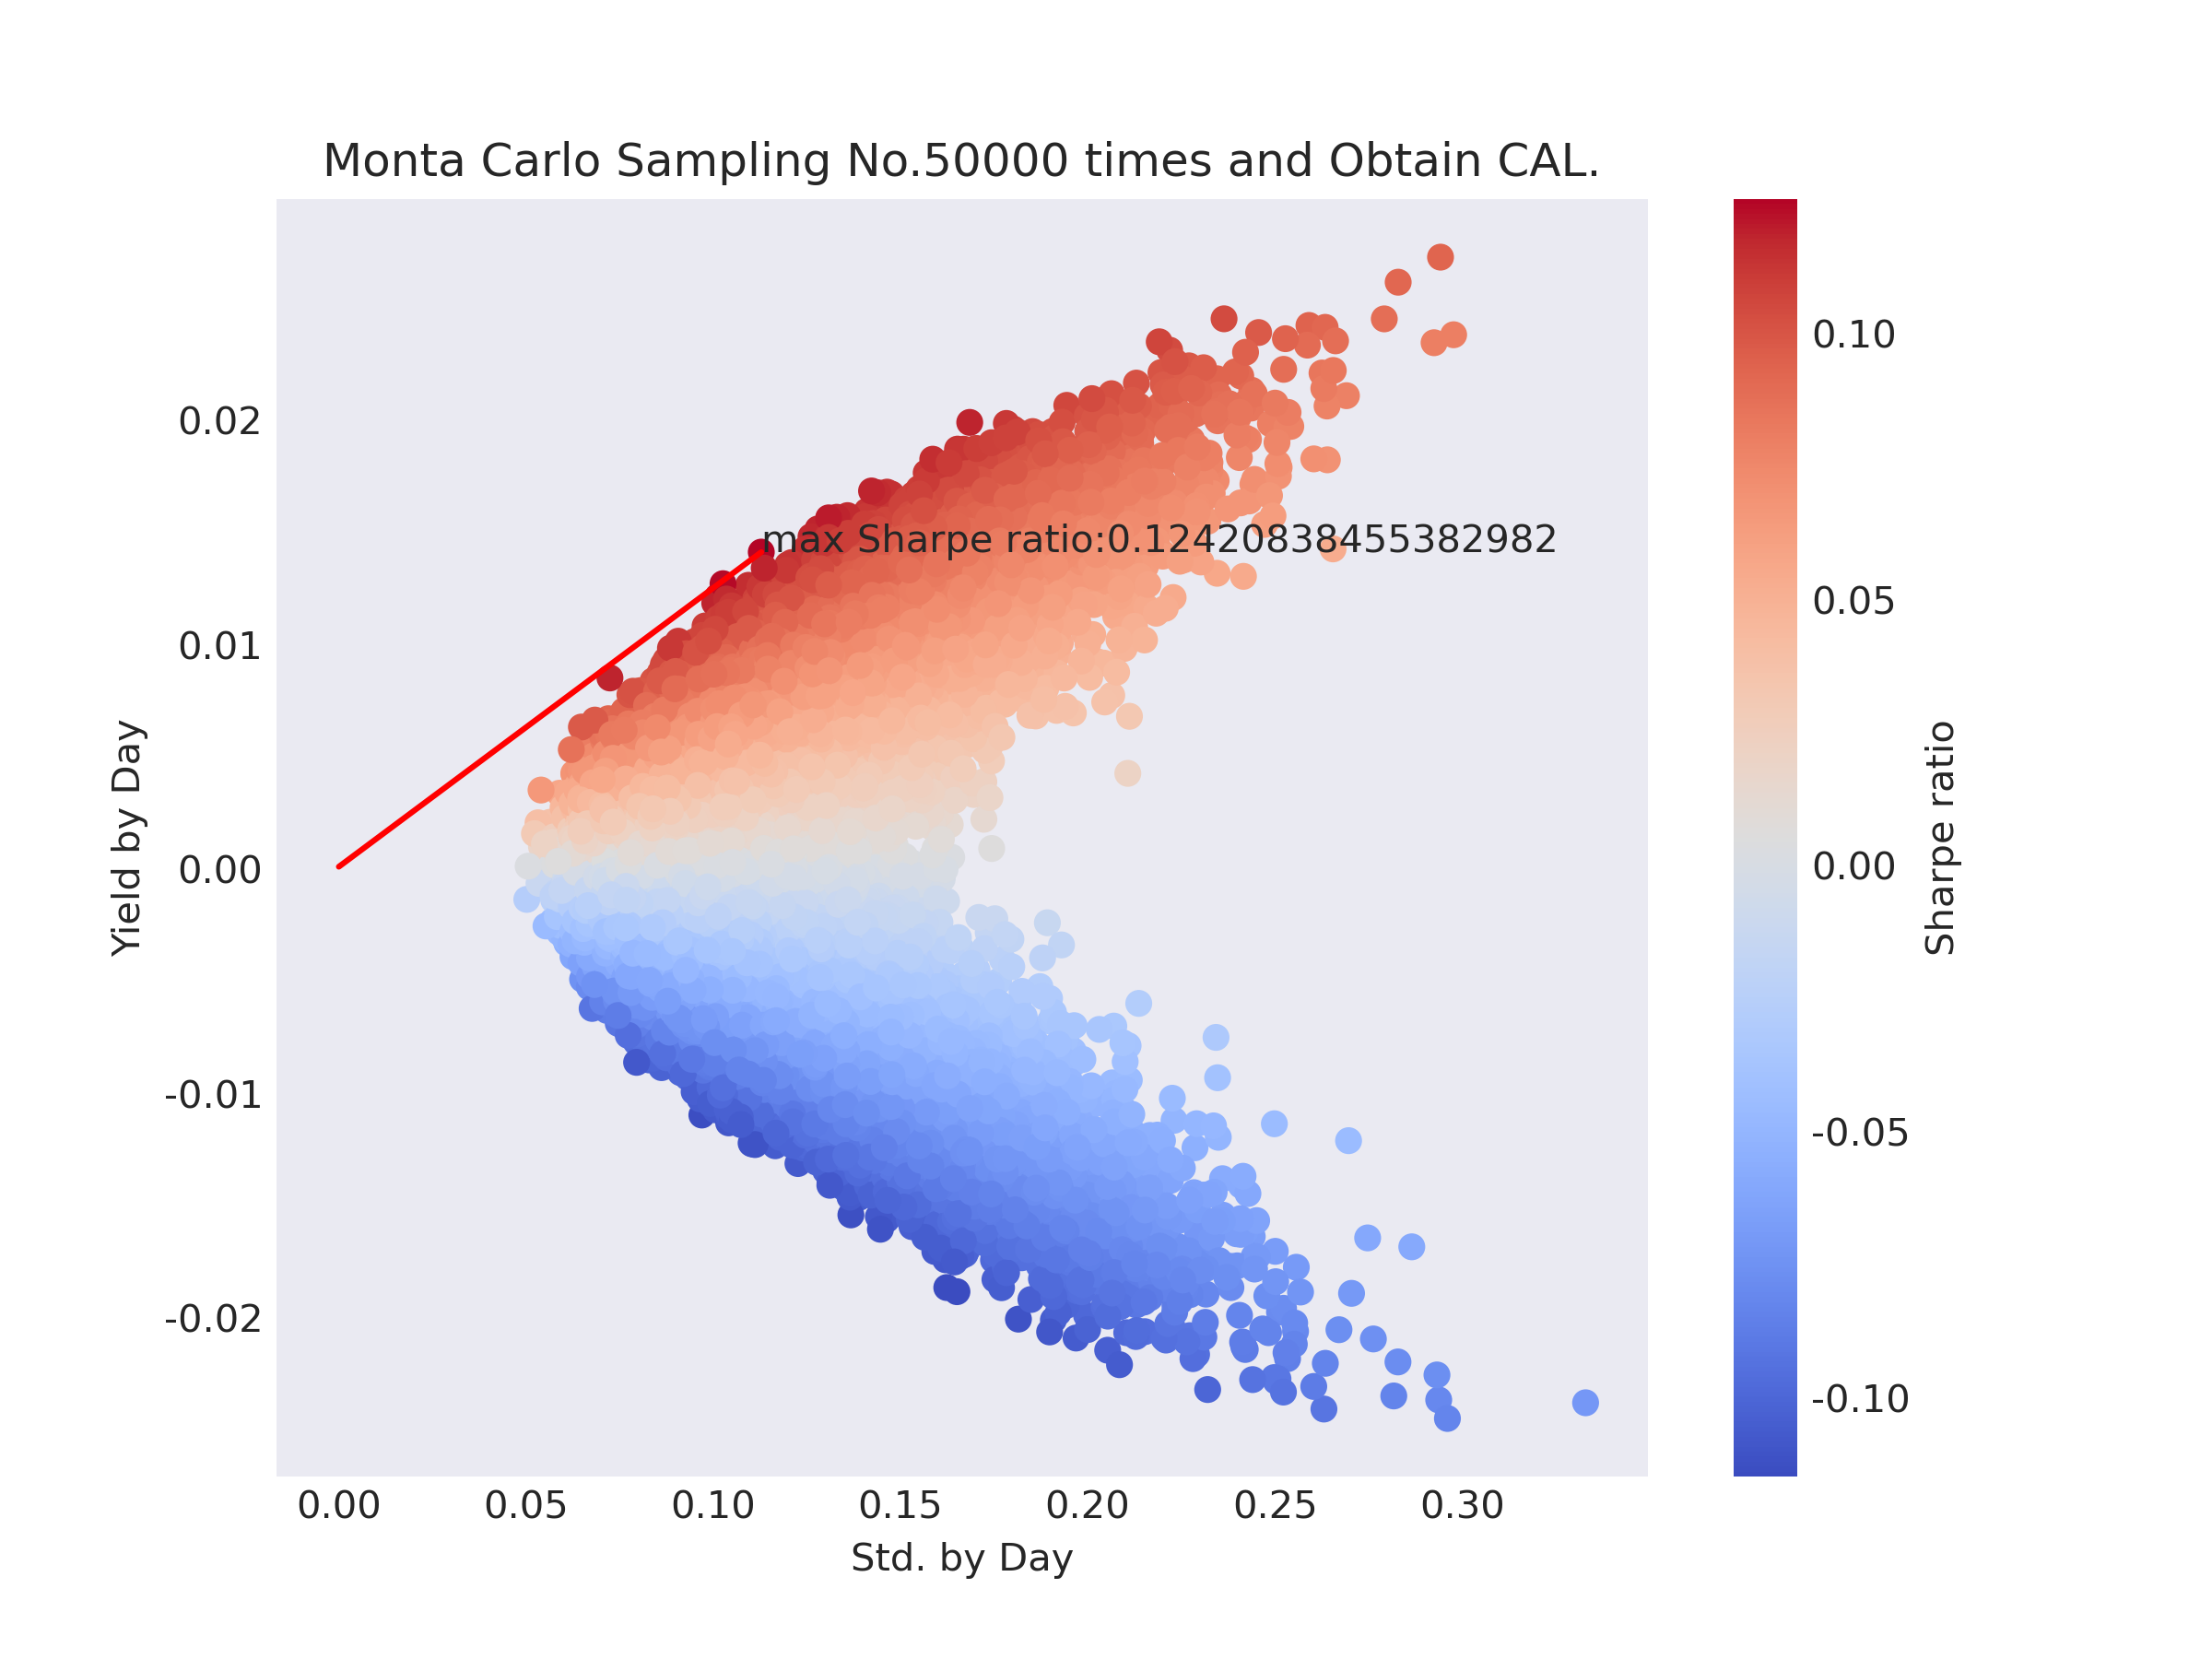 Monta Carlo Sampling No.50000 times and Obtain CAL.
max Sharpe ratio:0.124208384553829​82
0.02
0.01
0.00
-0.01
-0.02
Yield by Day
0.00 0.05 0.10 0.15 0.20 0.25 0.30
Std. by Day
0.10
0.05
0.00
-0.05
-0.10
Sharpe ratio